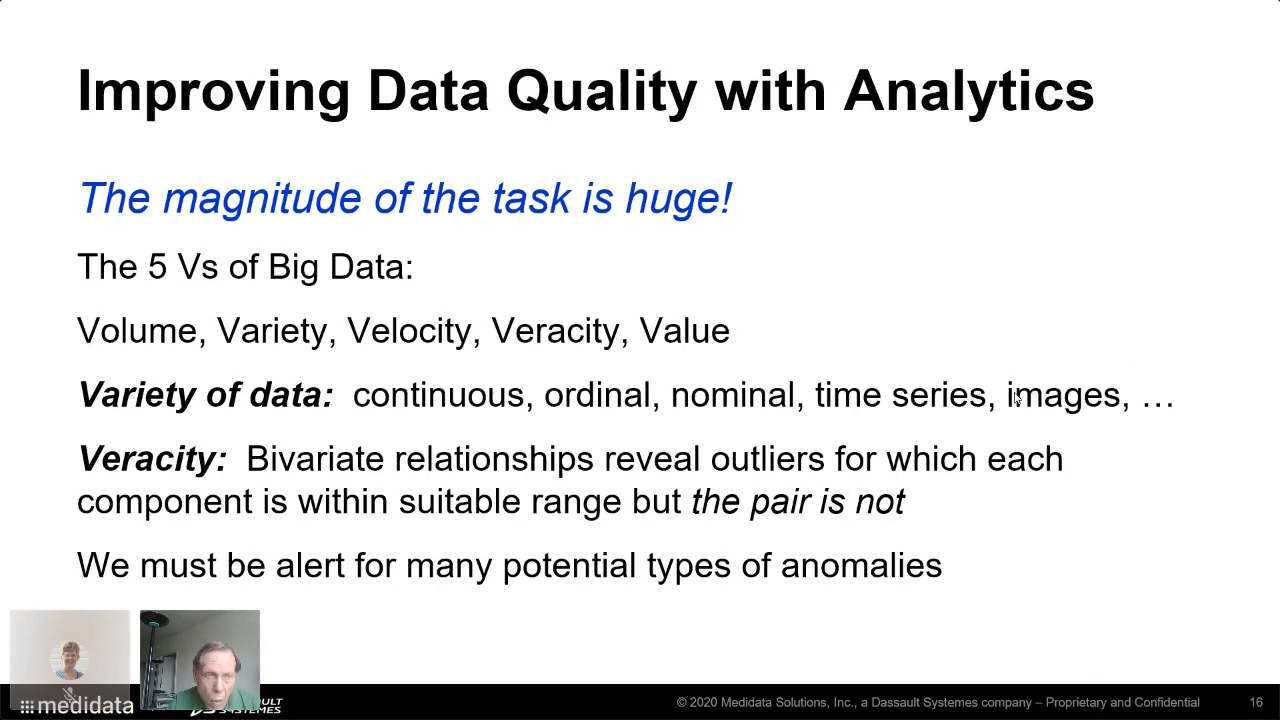 Improving Data Quality with Analytics
The magnitude of the task is huge!
The 5 Vs of Big Data:
Volume, Variety, Velocity, Veracity, Value
Variety of data: continuous, ordinal, nominal, time series, images, …
Veracity: Bivariate relationships reveal outliers for which each
component is within suitable range but the pair is not
We must be alert for many potential types of anomalies
medidata
© 2020 Medidata Solutions, Inc., a Dassault Systemes company – Proprietary and Confidential
16